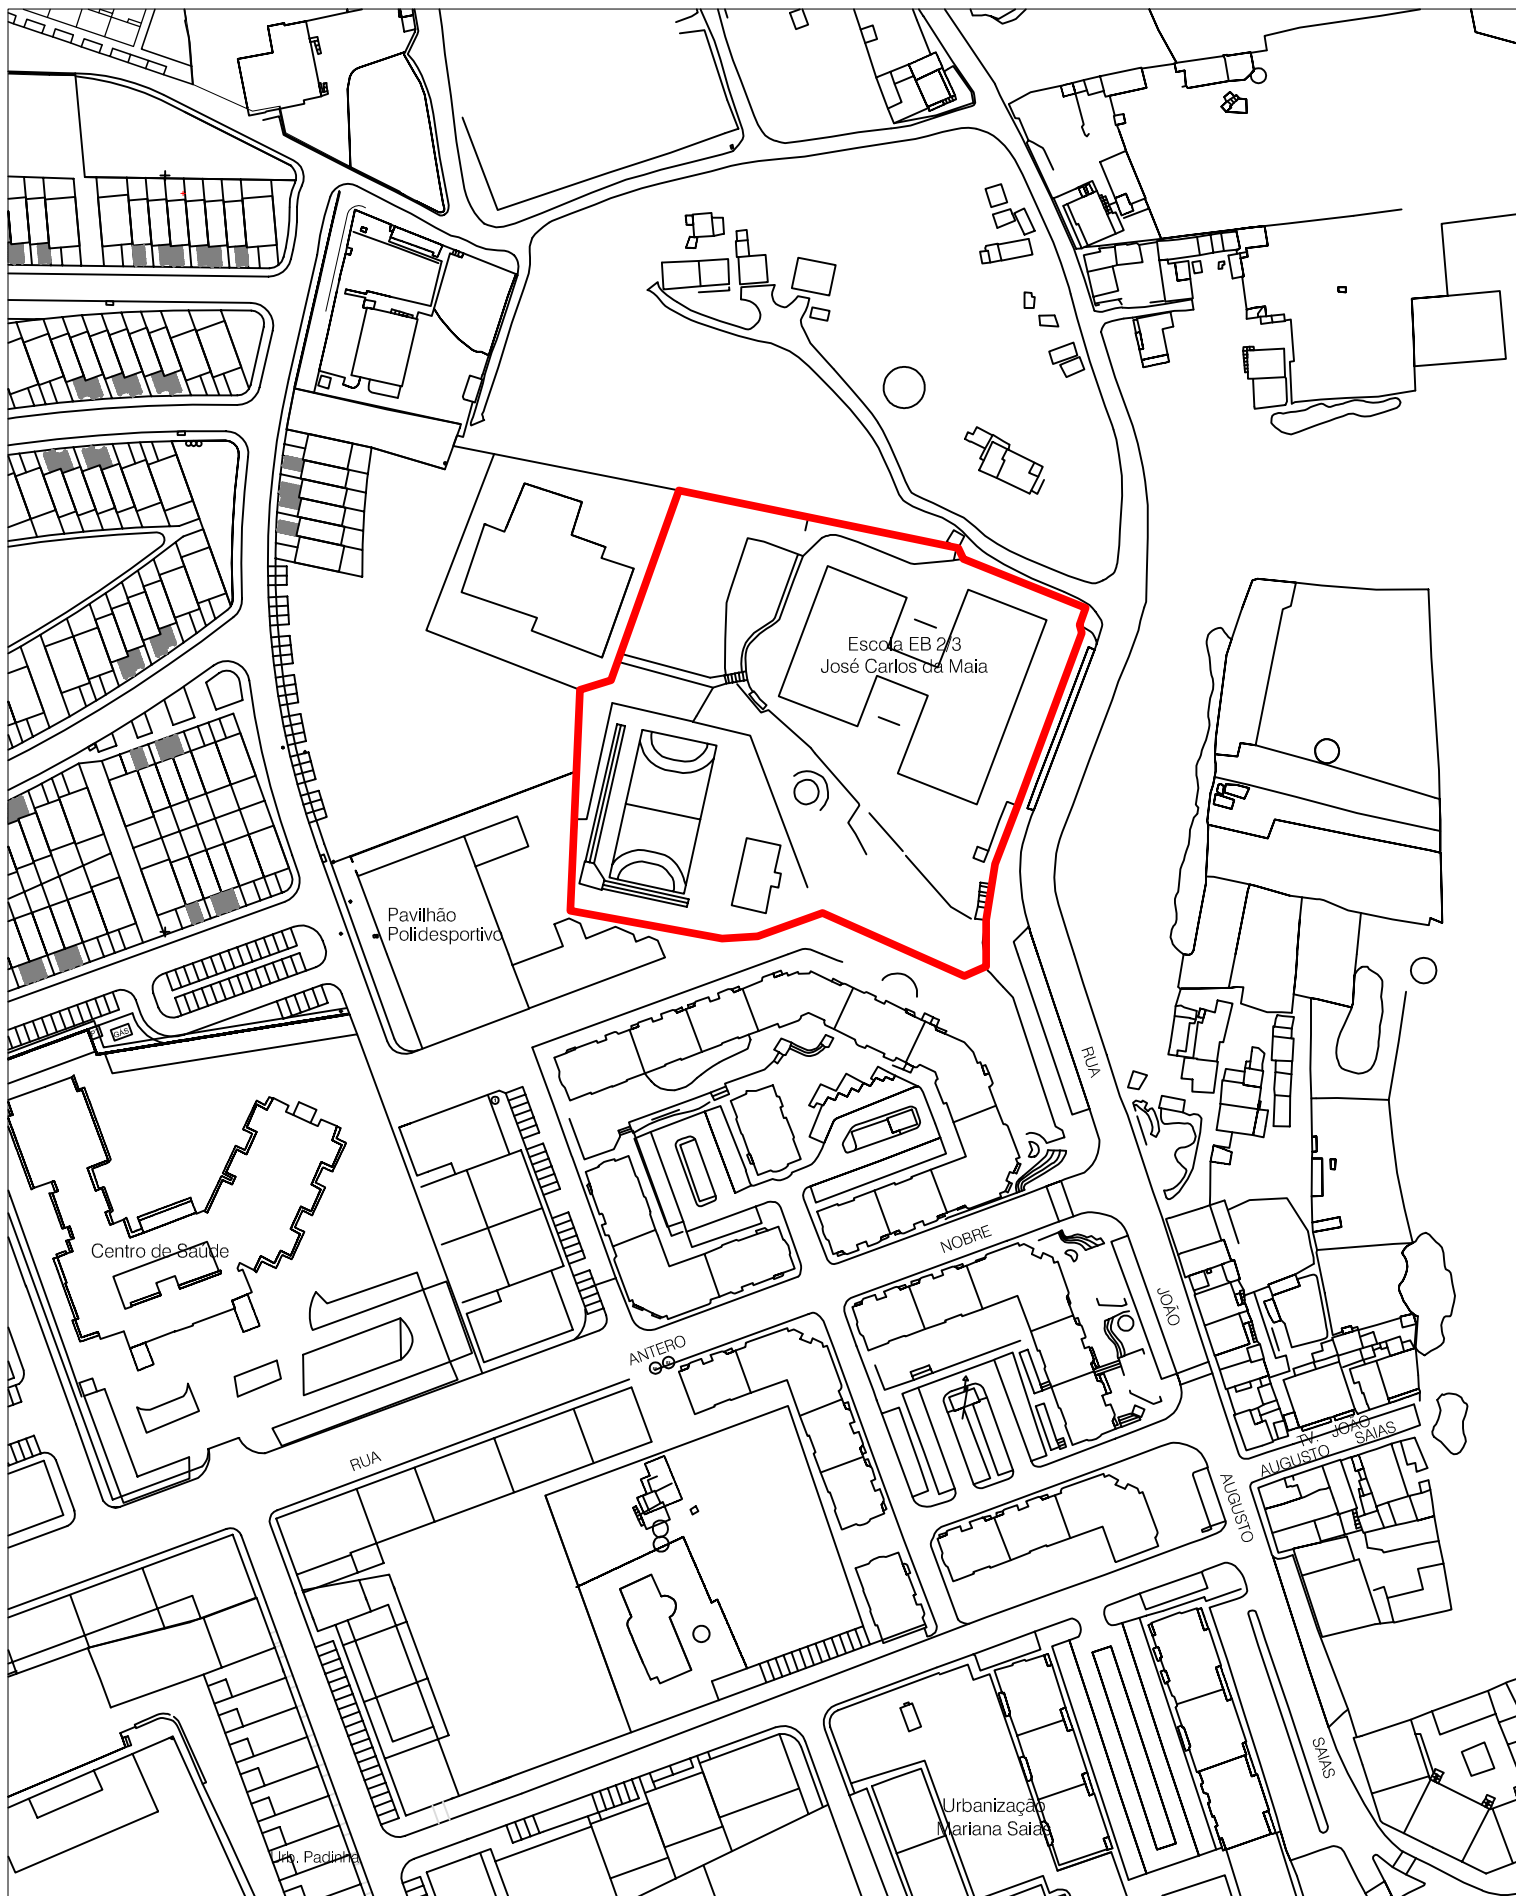 Escola EB 2/3
José Carlos da Maia
Pavilhão
Polidesportivo
GAS
RUA
Centro de Saúde
NOBRE
JOÃO
ANTERO
TV. JOÃO
AUGUSTO SAIAS
RUA
AUGUSTO
SAIAS
Urbanização
Mariana Saias
Urb. Padinha